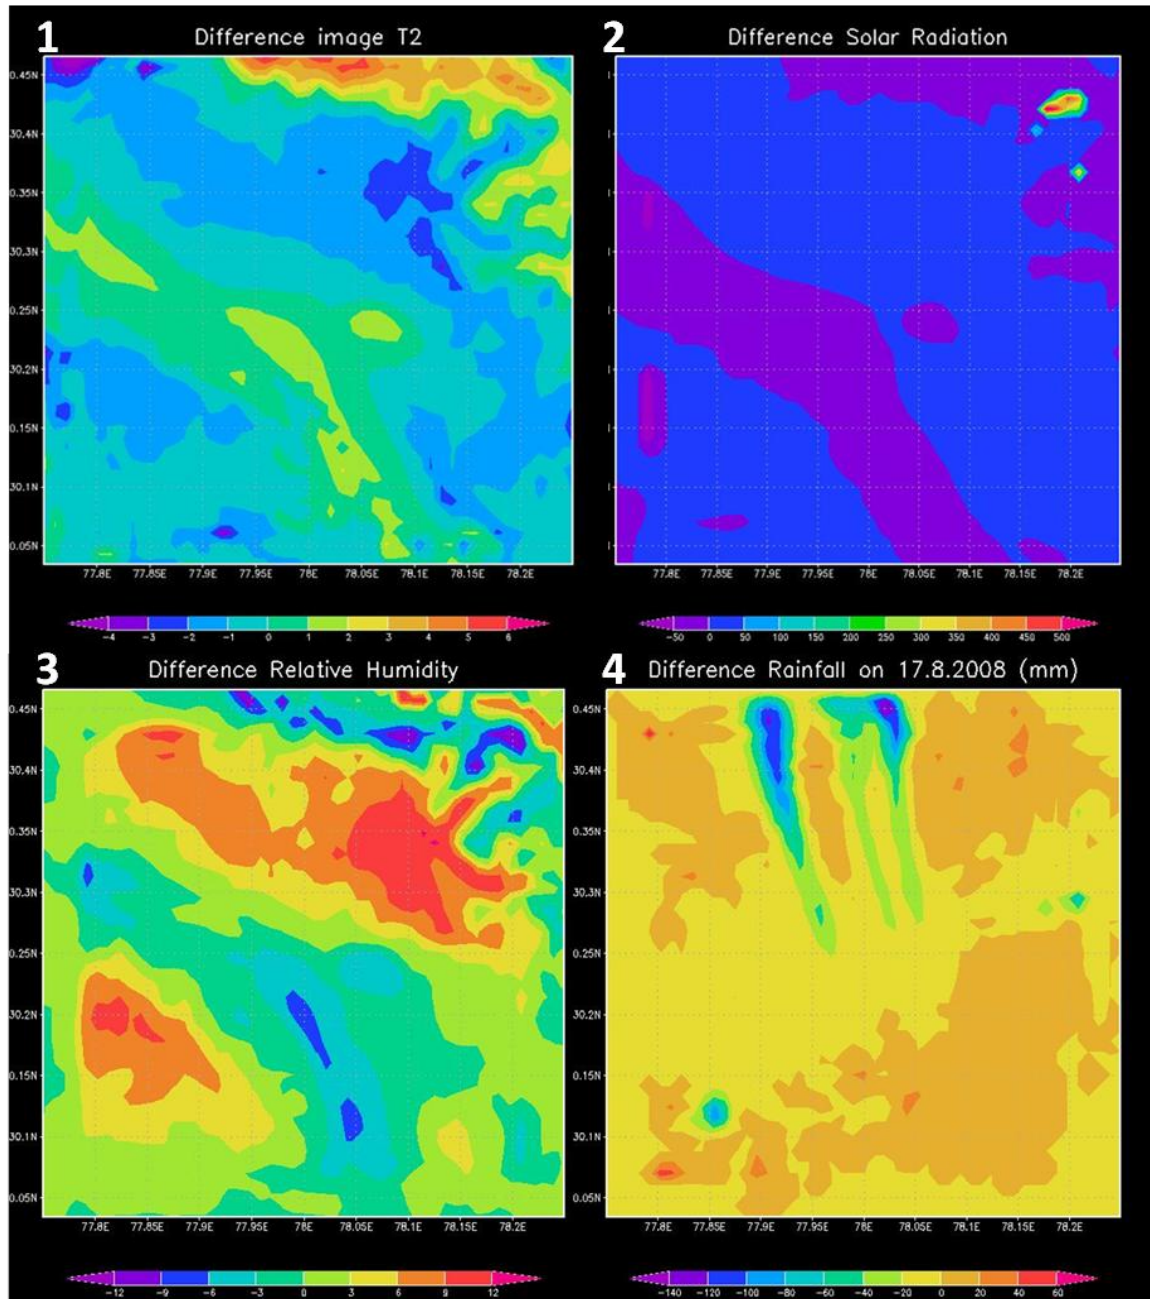 1
Difference image T2
0.45N
30.4N
0.35N
30.3N
0.25N
30.2N
0.15N
30.1N
0.05N
77.8E 77.85E 77.9E 77.95E 78E 78.05E 78.1E 78.15E 78.2E
-4 -3 -2 -1 0 1 2 3 4 5 6
2
Difference Solar Radiation
77.8E 77.85E 77.9E 77.95E 78E 78.05E 78.1E 78.15E 78.2E
-50 0 50 100 150 200 250 300 350 400 450 500
3
Difference Relative Humidity
0.45N
30.4N
0.35N
30.3N
0.25N
30.2N
0.15N
30.1N
0.05N
77.8E 77.85E 77.9E 77.95E 78E 78.05E 78.1E 78.15E 78.2E
-12 -9 -6 -3 0 3 6 9 12
4
Difference Rainfall on 17.8.2008 (mm)
0.45N
30.4N
0.35N
30.3N
0.25N
30.2N
0.15N
30.1N
0.05N
77.8E 77.85E 77.9E 77.95E 78E 78.05E 78.1E 78.15E 78.2E
-140 -120 -100 -80 -60 -40 -20 0 20 40 60